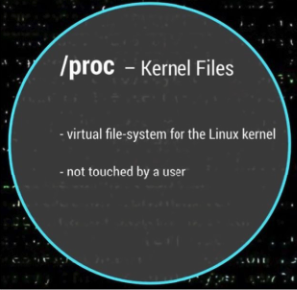 /proc – Kernel Files
- virtual file-system for the Linux kernel
- not touched by a user